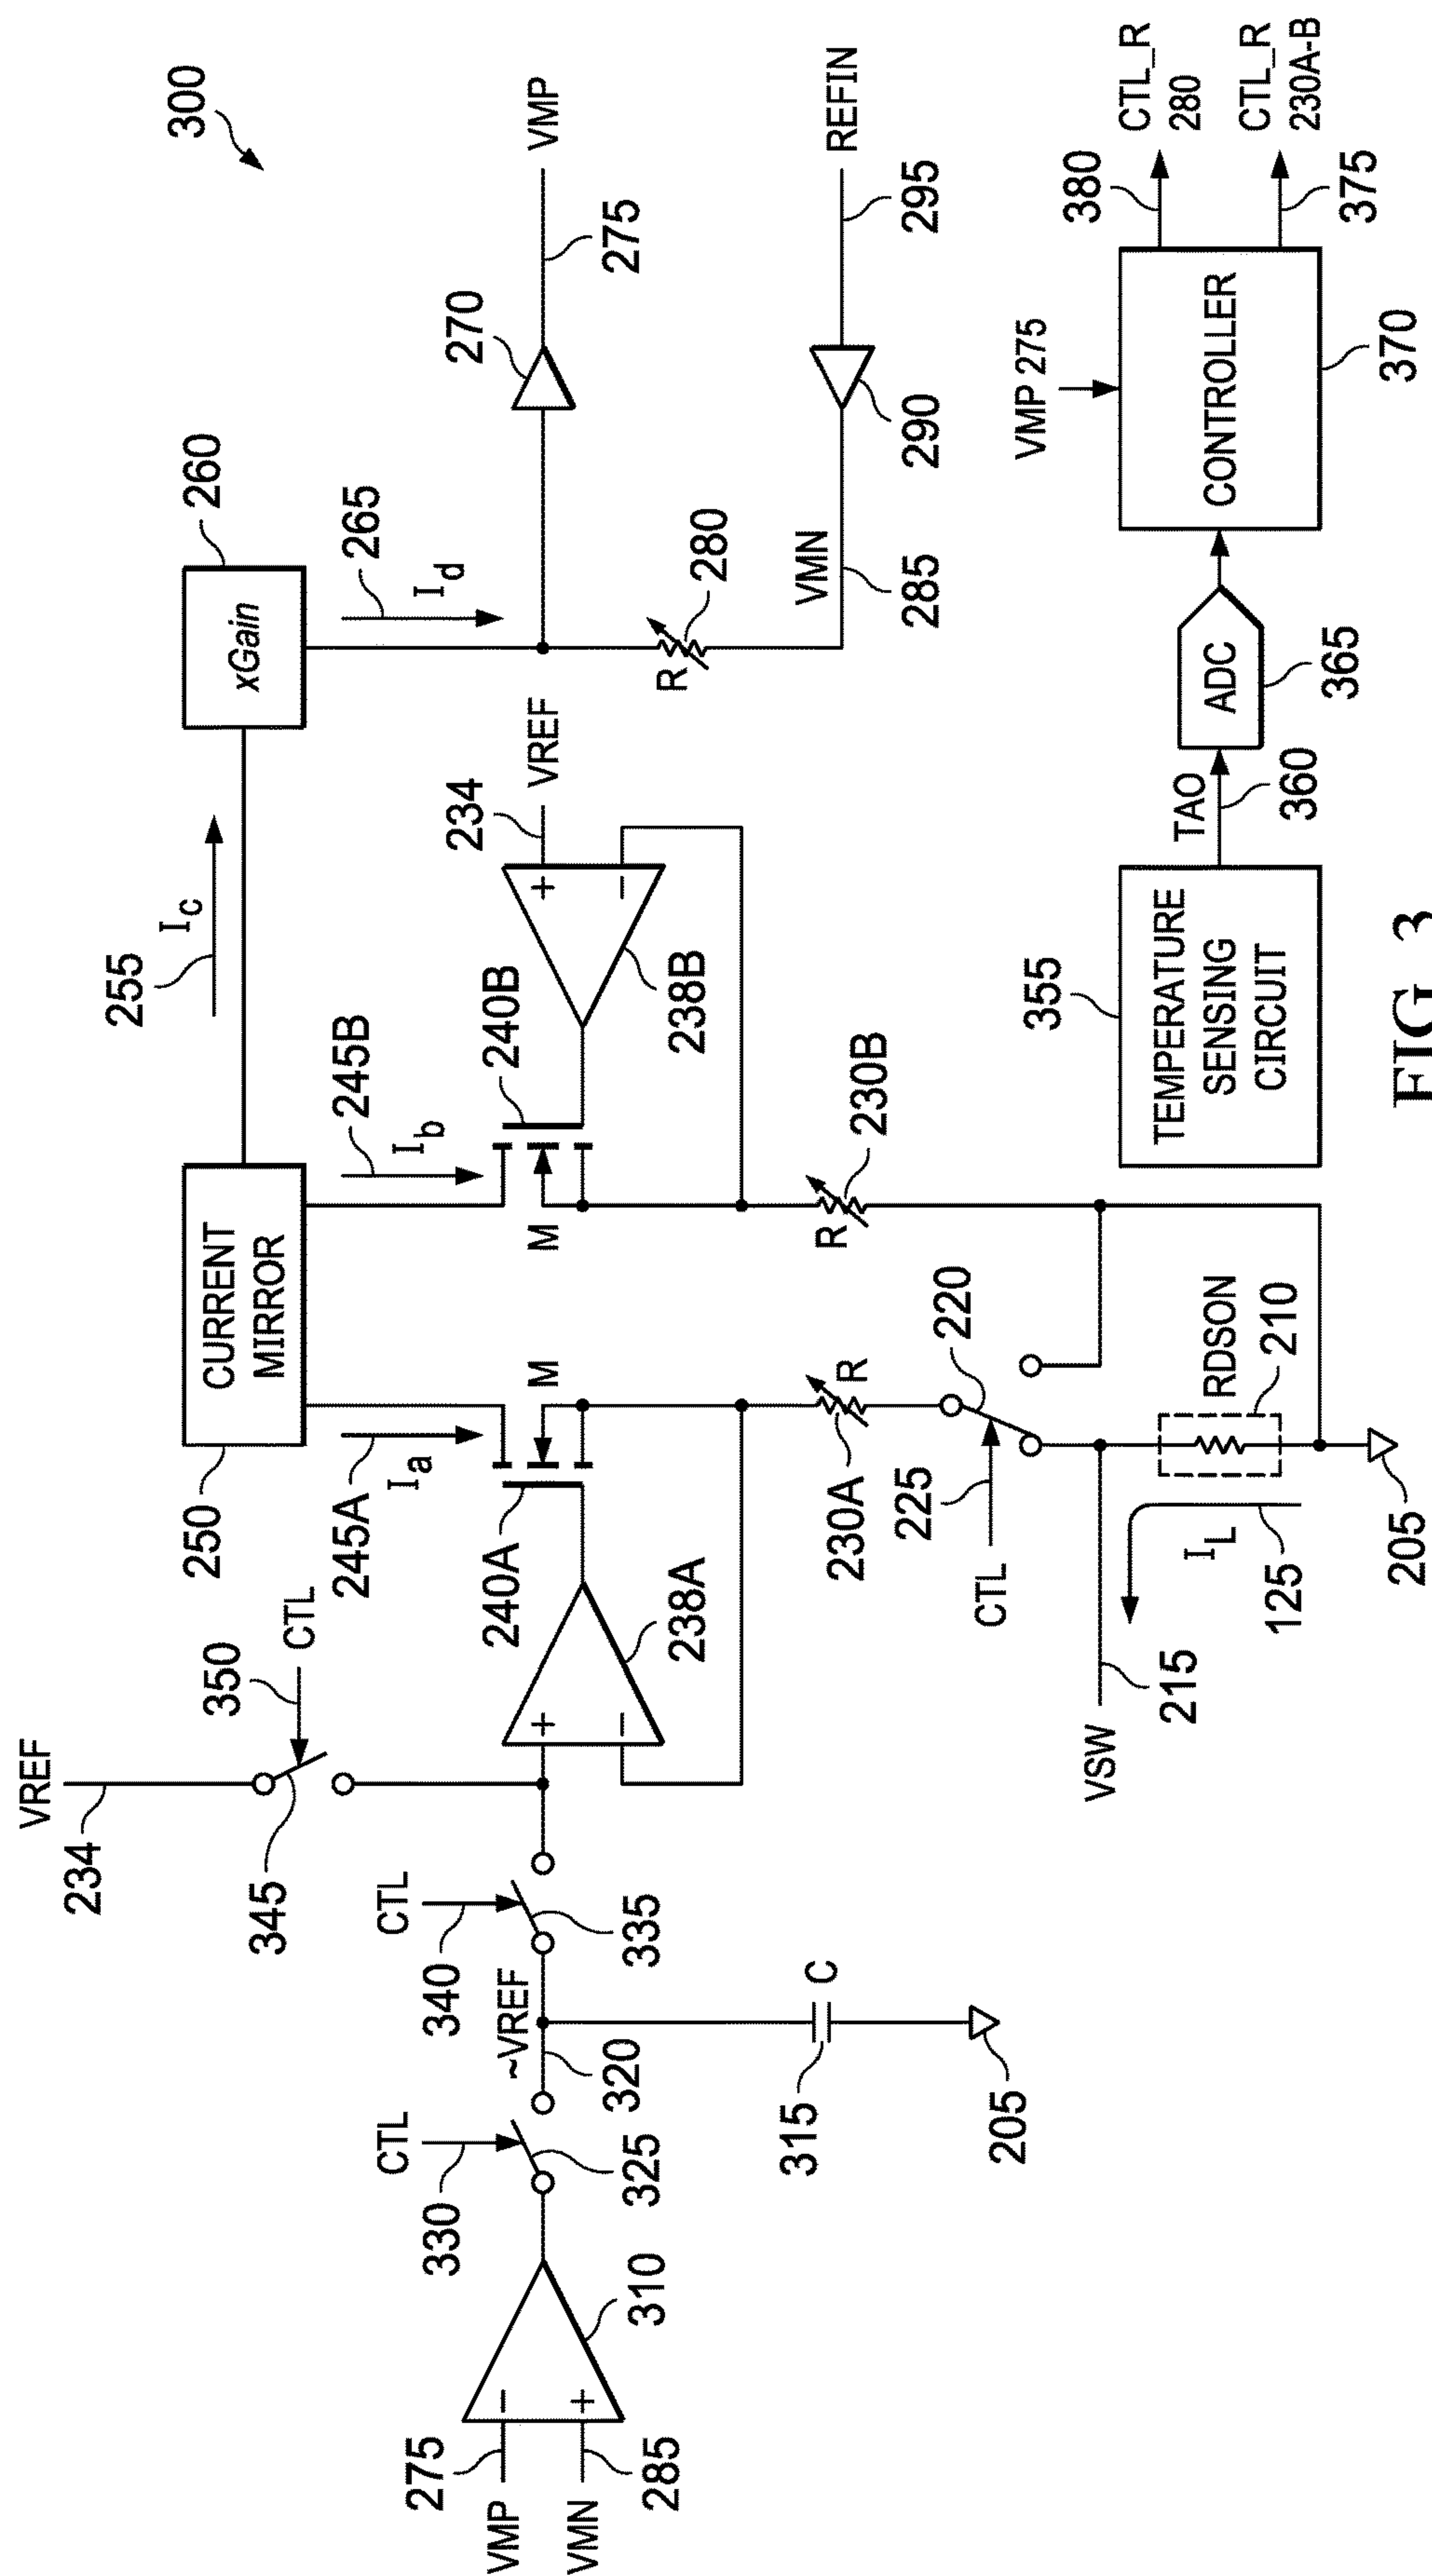 300
VREF
234
345
350
CTL
250
CURRENT
MIRROR
255
Ic
260
xGain
245A
Ia
245B
Ib
265
Id
VMP
275
VMN
285
310
CTL
330
325
~VREF
320
CTL
340
335
315
C
205
+
−
238A
240A
M
M
240B
238B
+
−
234
VREF
270
275
VMP
R
280
VMN
285
290
295
REFIN
230A
R
R
230B
CTL
225
220
VSW
215
RDSON
210
IL
125
205
−
+
355
TEMPERATURE
SENSING
CIRCUIT
TAO
360
ADC
365
VMP 275
CONTROLLER
370
380
CTL_R
280
375
CTL_R
230A-B
FIG. 3